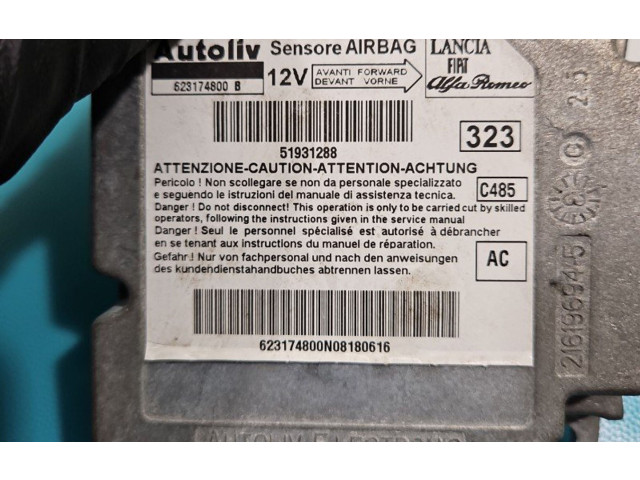 Autoliv
Sensore AIRBAG
LANCIA
FIAT
Alfa Romeo
623174800 B
12V
AVANTI FORWARD
DEVANT VORNE
51931288
323
ATTENZIONE-CAUTION-ATTENTION-ACHTUNG
Pericolo ! Non scollegare se non da personale specializzato
e seguendo le istruzioni del manuale di assistenza tecnica.
C485
Danger ! Do not disconnect! This operation is only to be carried cut by skilled
operators, following the instructions given in the service manual
Danger ! Seul le personnel spécialisé est autorisé à débrancher
en se tenant aux instructions du manuel de réparation.
AC
Gefahr ! Nur von fachpersonal und nach den anweisungen
des kundendiensthandbuches abtrennen lassen.
623174800N08180616
AUTOLIV ELECTRONIC